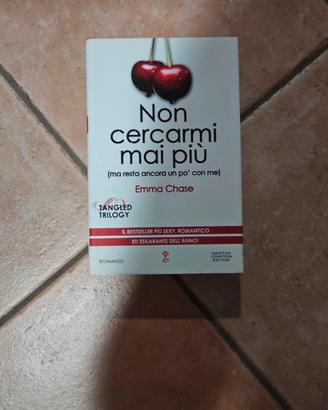 Non
cercarmi
mai più
(ma resta ancora un po' con me)
Emma Chase
TANGLED
TRILOGY
IL BESTSELLER PIÙ SEXY, ROMANTICO
ED ESILARANTE DELL'ANNO!
ROMANZO
NEWTON
COMPTON
EDITORI